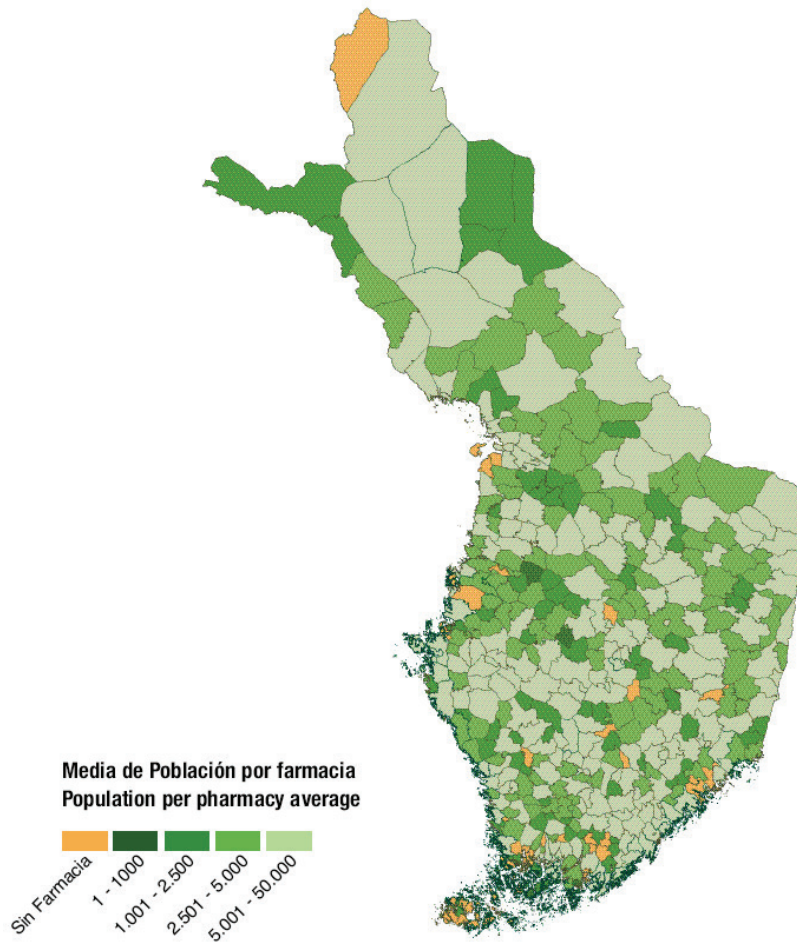 Media de Población por farmacia
Population per pharmacy average
Sin Farmacia
1 - 1000
1.001 - 2.500
2.501 - 5.000
5.001 - 50.000